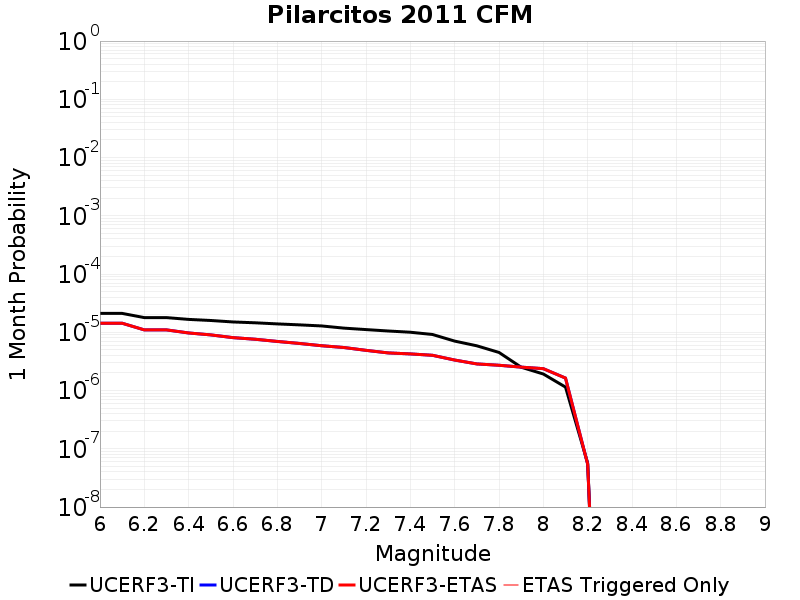 Pilarcitos 2011 CFM
1 Month Probability
10^0
10^-1
10^-2
10^-3
10^-4
10^-5
10^-6
10^-7
10^-8
6 6.2 6.4 6.6 6.8 7 7.2 7.4 7.6 7.8 8 8.2 8.4 8.6 8.8 9
Magnitude
UCERF3-TI UCERF3-TD UCERF3-ETAS ETAS Triggered Only